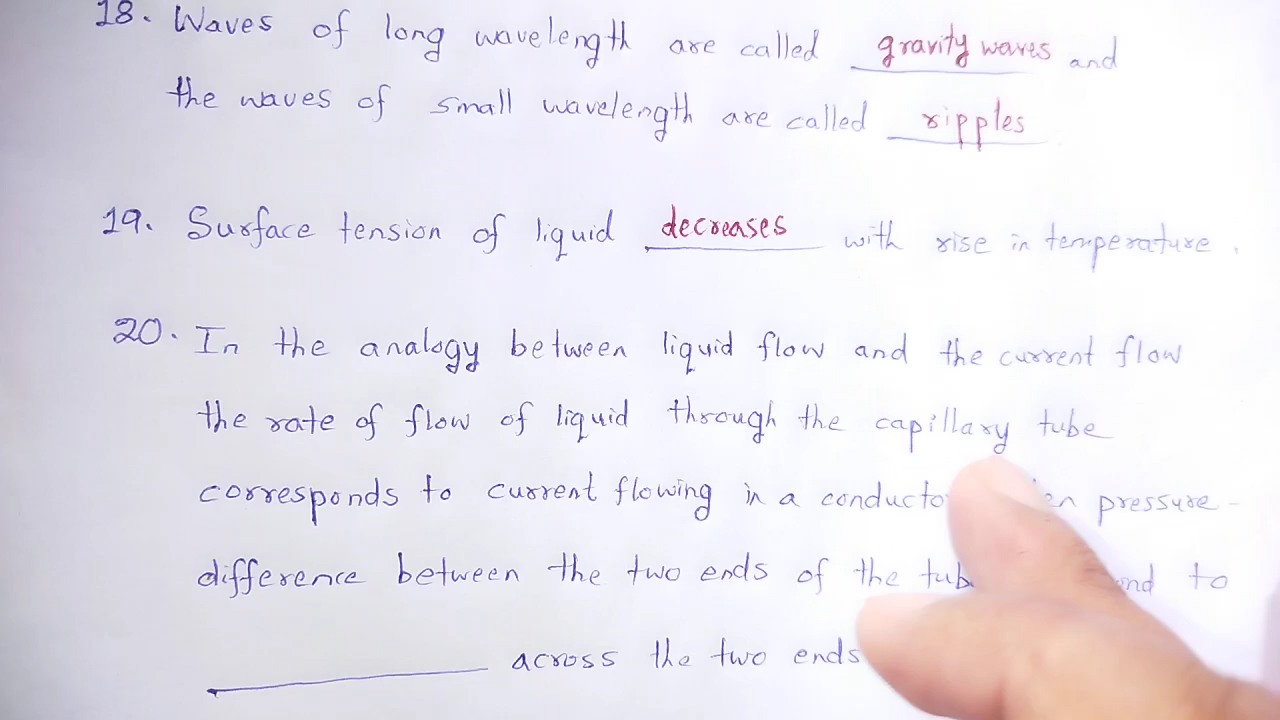 18. Waves of long wavelength are called gravity waves and
the waves of small wavelength are called ripples
19. Surface tension of liquid decreases with rise in temperature.
20. In the analogy between liquid flow and the current flow
the rate of flow of liquid through the capillary tube
corresponds to current flowing in a pressure-
difference between the two ends of the to
across the two ends